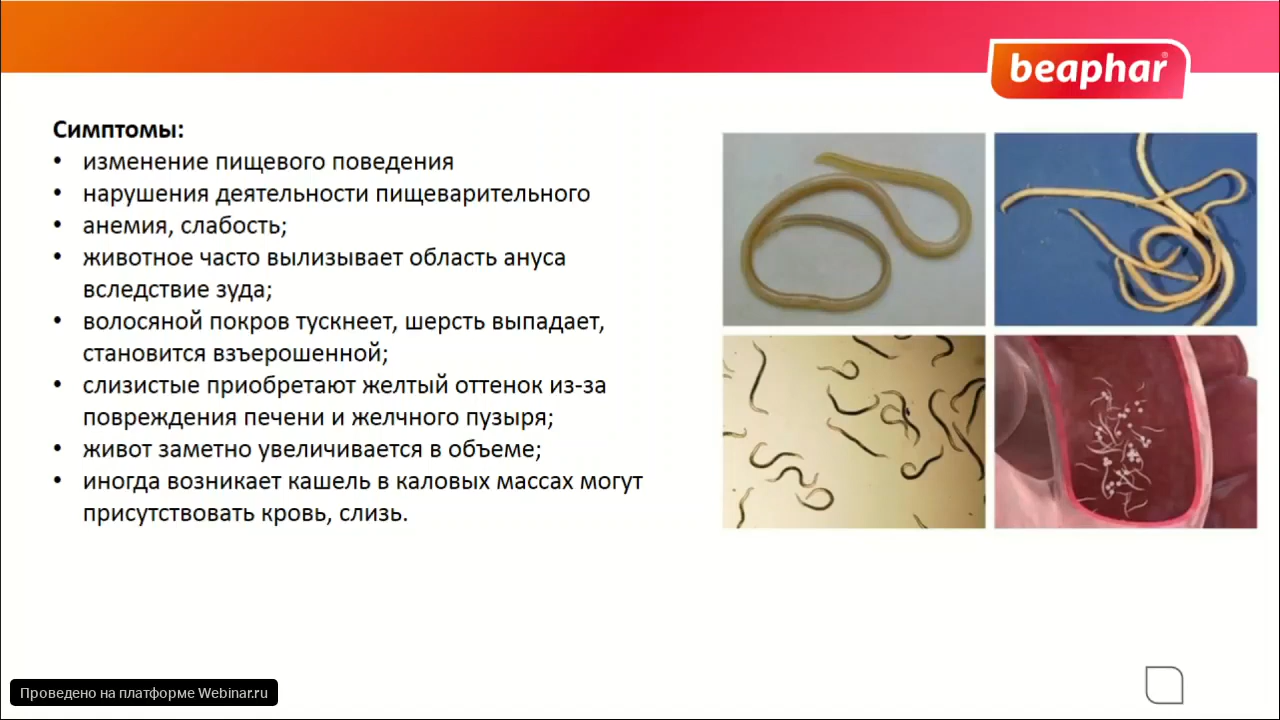 beaphar®
Симптомы:
• изменение пищевого поведения
• нарушения деятельности пищеварительного
• анемия, слабость;
• животное часто вылизывает область ануса
вследствие зуда;
• волосяной покров тускнеет, шерсть выпадает,
становится взъерошенной;
• слизистые приобретают желтый оттенок из-за
повреждения печени и желчного пузыря;
• живот заметно увеличивается в объеме;
• иногда возникает кашель в каловых массах могут
присутствовать кровь, слизь.
Проведено на платформе Webinar.ru